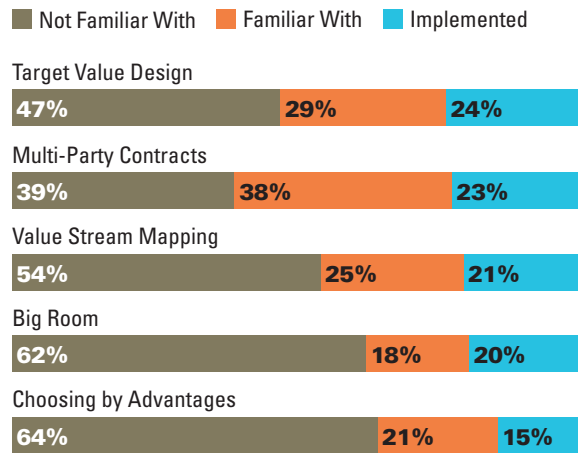 Not Familiar With Familiar With Implemented
Target Value Design
47% 29% 24%
Multi-Party Contracts
39% 38% 23%
Value Stream Mapping
54% 25% 21%
Big Room
62% 18% 20%
Choosing by Advantages
64% 21% 15%